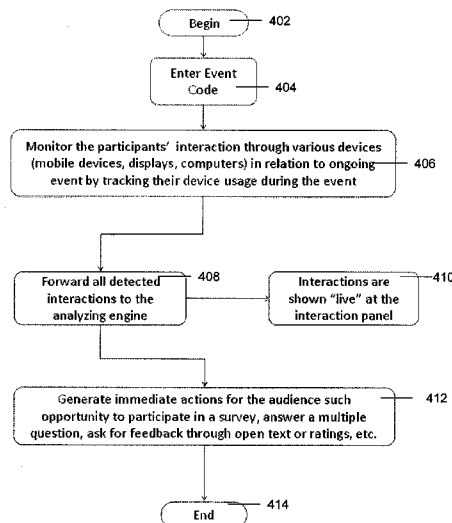 Begin
402
Enter Event
Code
404
Monitor the participants' interaction through various devices
(mobile devices, displays, computers) in relation to ongoing
event by tracking their device usage during the event
406
Forward all detected
interactions to the
analyzing engine
408
Interactions are
shown "live" at the
interaction panel
410
Generate immediate actions for the audience such
opportunity to participate in a survey, answer a multiple
question, ask for feedback through open text or ratings, etc.
412
End
414